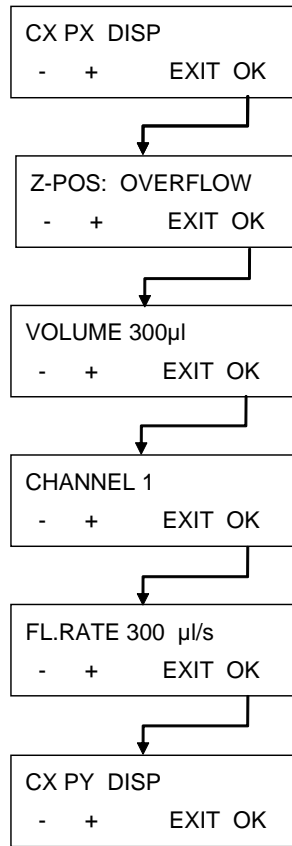 CX PX DISP
- + EXIT OK
Z-POS: OVERFLOW
- + EXIT OK
VOLUME 300µl
- + EXIT OK
CHANNEL 1
- + EXIT OK
FL.RATE 300 µl/s
- + EXIT OK
CX PY DISP
- + EXIT OK